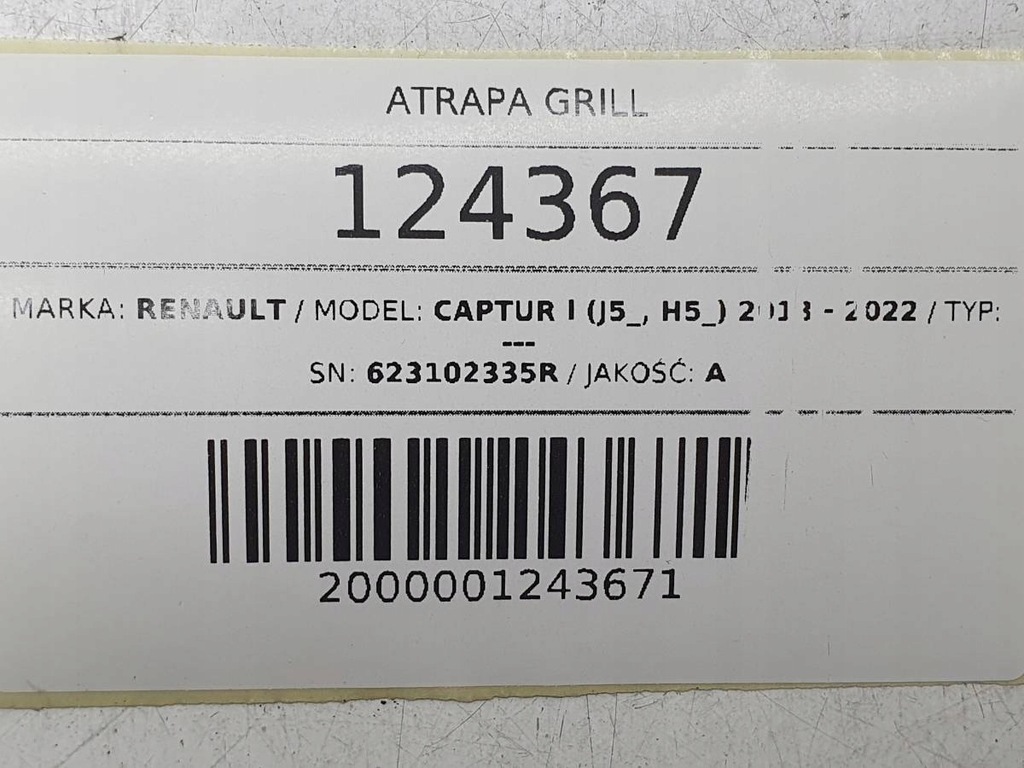 ATRAPA GRILL
124367
MARKA: RENAULT / MODEL: CAPTUR I (J5_, H5_) 2013 - 2022 / TYP:
---
SN: 623102335R / JAKOŚĆ: A
2000001243671